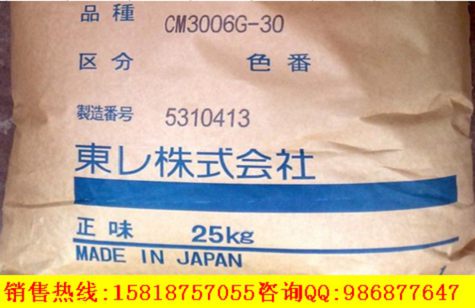 品種 CM3006G-30
区分 色番
製造番号 5310413
東レ株式会社
正味 25kg
MADE IN JAPAN
销售热线:15818757055咨询QQ:986877647